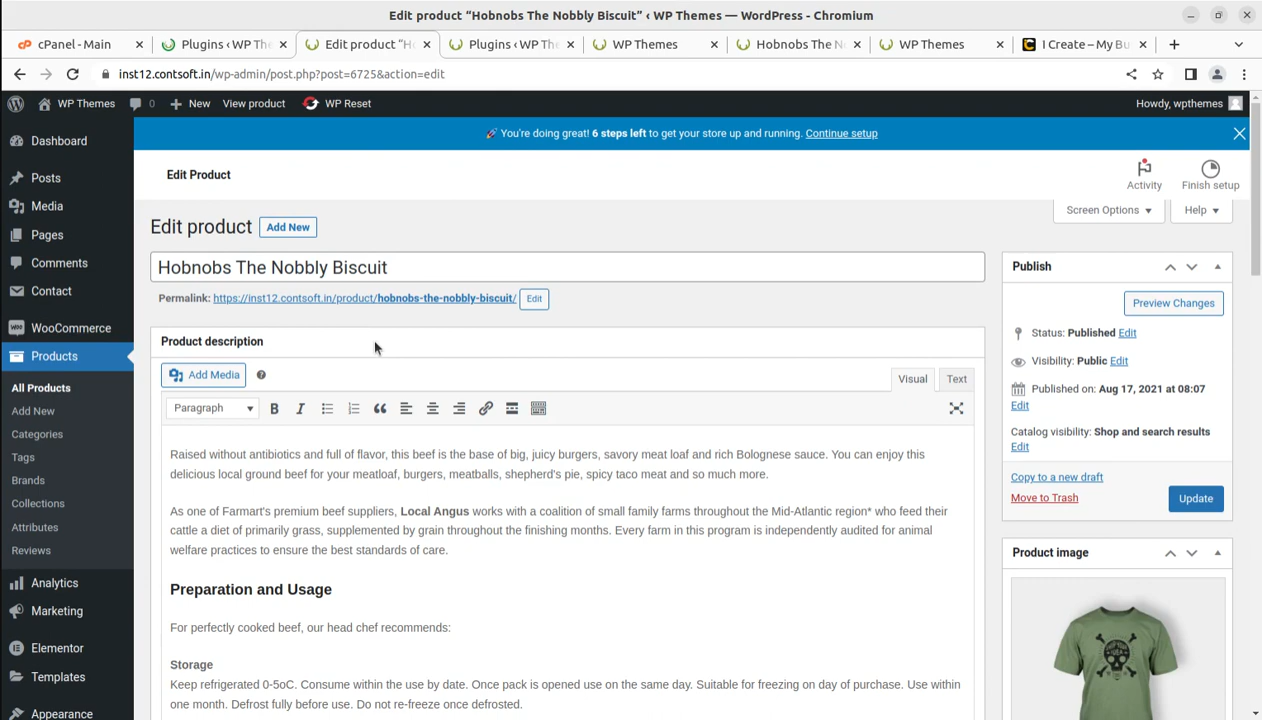 Edit product “Hobnobs The Nobbly Biscuit” ‹ WP Themes — WordPress - Chromium
cPanel - Main
Plugins ‹ WP The
Edit product “H
Plugins ‹ WP The
WP Themes
Hobnobs The N
WP Themes
1 Create – My Bu
inst12.contsoft.in/wp-admin/post.php?post=6725&action=edit
WP Themes
0
New
View product
WP Reset
Howdy, wpthemes
🚀 You're doing great! 6 steps left to get your store up and running. Continue setup
Dashboard
Posts
Media
Pages
Comments
Contact
WooCommerce
Products
All Products
Add New
Categories
Tags
Brands
Collections
Attributes
Reviews
Analytics
Marketing
Elementor
Templates
Appearance
Edit Product
Activity
Finish setup
Screen Options
Help
Edit product
Add New
Hobnobs The Nobbly Biscuit
Permalink: https://inst12.contsoft.in/product/hobnobs-the-nobbly-biscuit/ Edit
Product description
Add Media
Visual
Text
Paragraph
Raised without antibiotics and full of flavor, this beef is the base of big, juicy burgers, savory meat loaf and rich Bolognese sauce. You can enjoy this
delicious local ground beef for your meatloaf, burgers, meatballs, shepherd's pie, spicy taco meat and so much more.
As one of Farmart's premium beef suppliers, Local Angus works with a coalition of small family farms throughout the Mid-Atlantic region* who feed their
cattle a diet of primarily grass, supplemented by grain throughout the finishing months. Every farm in this program is independently audited for animal
welfare practices to ensure the best standards of care.
Preparation and Usage
For perfectly cooked beef, our head chef recommends:
Storage
Keep refrigerated 0-5oC. Consume within the use by date. Once pack is opened use on the same day. Suitable for freezing on day of purchase. Use within
one month. Defrost fully before use. Do not re-freeze once defrosted.
Publish
Preview Changes
Status: Published Edit
Visibility: Public Edit
Published on: Aug 17, 2021 at 08:07
Edit
Catalog visibility: Shop and search results
Edit
Copy to a new draft
Move to Trash
Update
Product image